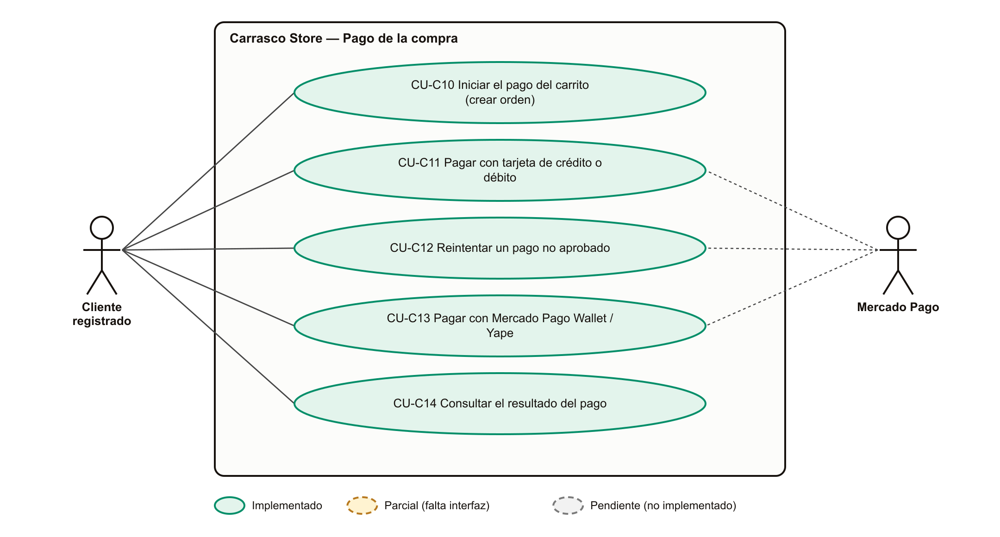 Carrasco Store — Pago de la compra
CU-C10 Iniciar el pago del carrito
(crear orden)
CU-C11 Pagar con tarjeta de crédito o
débito
CU-C12 Reintentar un pago no aprobado
CU-C13 Pagar con Mercado Pago Wallet /
Yape
CU-C14 Consultar el resultado del pago
Cliente
registrado
Mercado Pago
Implementado
Parcial (falta interfaz)
Pendiente (no implementado)